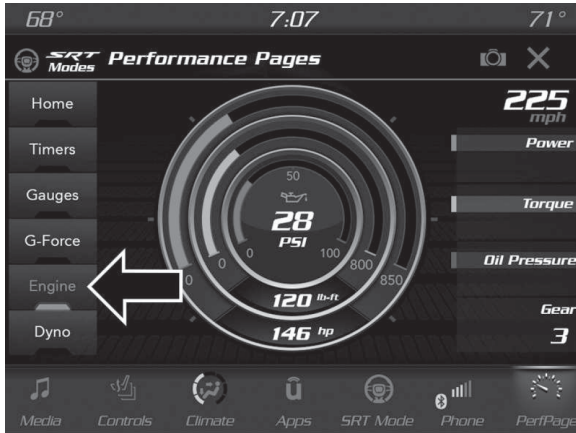 68° 7:07 71°
SRT Modes Performance Pages
Home
Timers
Gauges
G-Force
Engine
Dyno
50
28
PSI
0 100
0 800
0 850
120 lb-ft
146 hp
225
mph
Power
Torque
Oil Pressure
Gear
3
Media Controls Climate Apps SRT Mode Phone PerfPage